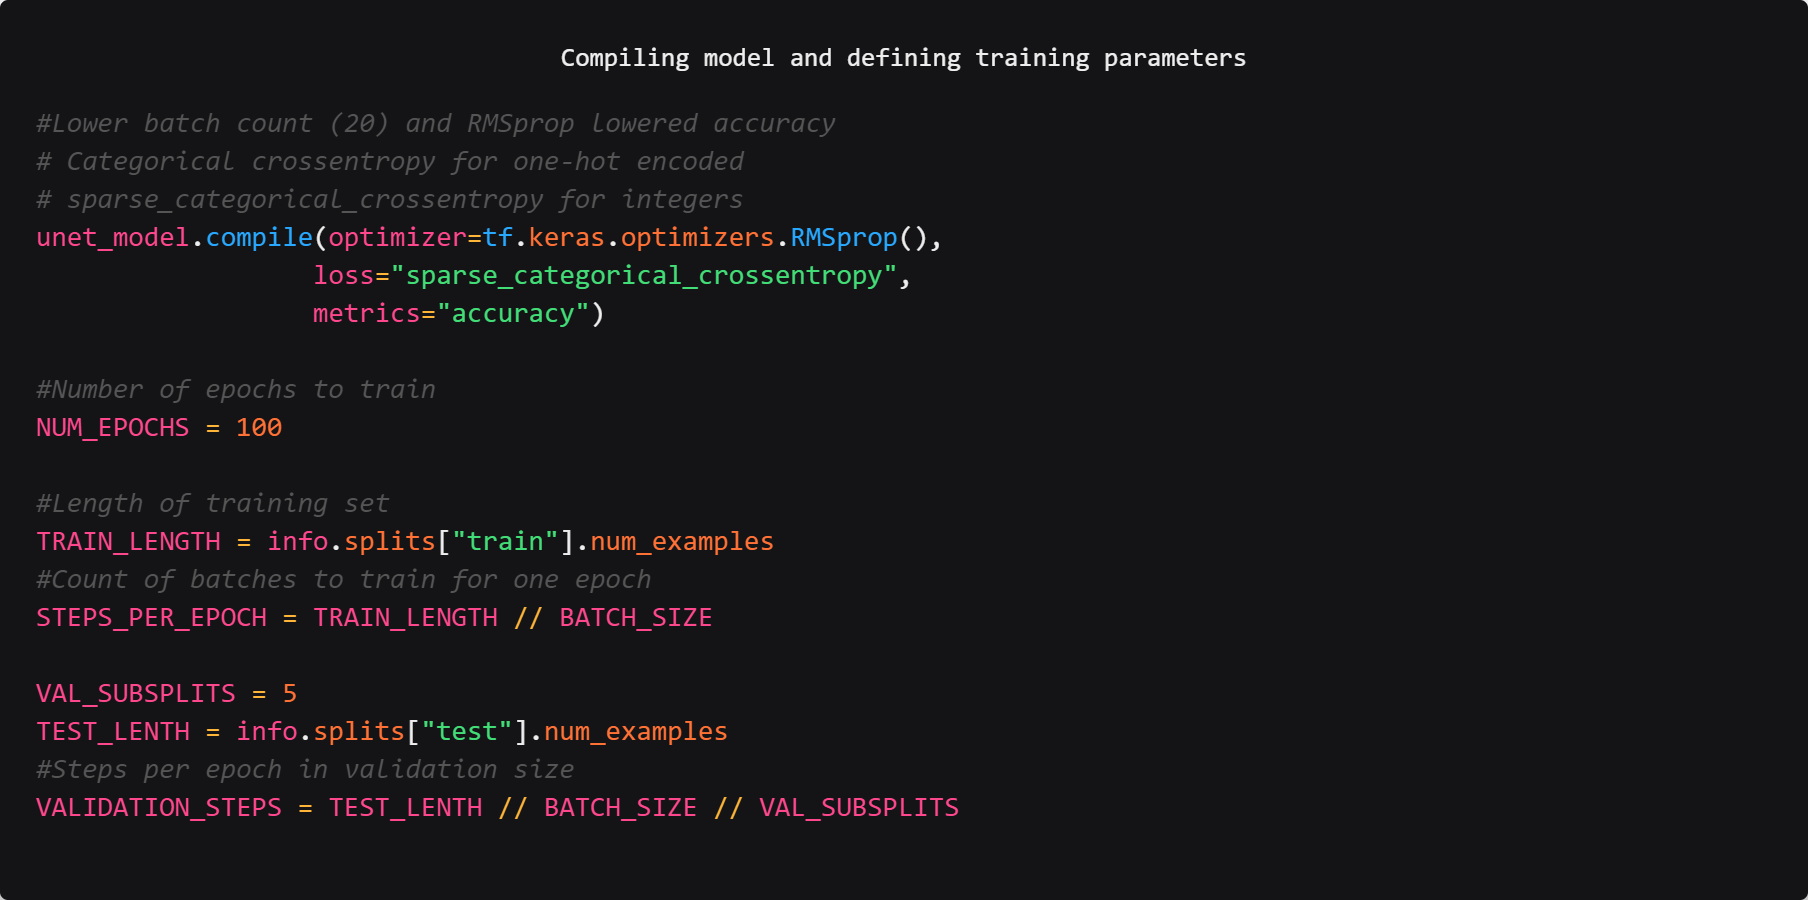 Compiling model and defining training parameters
#Lower batch count (20) and RMSprop lowered accuracy
# Categorical crossentropy for one-hot encoded
# sparse_categorical_crossentropy for integers
unet_model.compile(optimizer=tf.keras.optimizers.RMSprop(),
                  loss="sparse_categorical_crossentropy",
                  metrics="accuracy")
#Number of epochs to train
NUM_EPOCHS = 100
#Length of training set
TRAIN_LENGTH = info.splits["train"].num_examples
#Count of batches to train for one epoch
STEPS_PER_EPOCH = TRAIN_LENGTH // BATCH_SIZE
VAL_SUBSPLITS = 5
TEST_LENTH = info.splits["test"].num_examples
#Steps per epoch in validation size
VALIDATION_STEPS = TEST_LENTH // BATCH_SIZE // VAL_SUBSPLITS